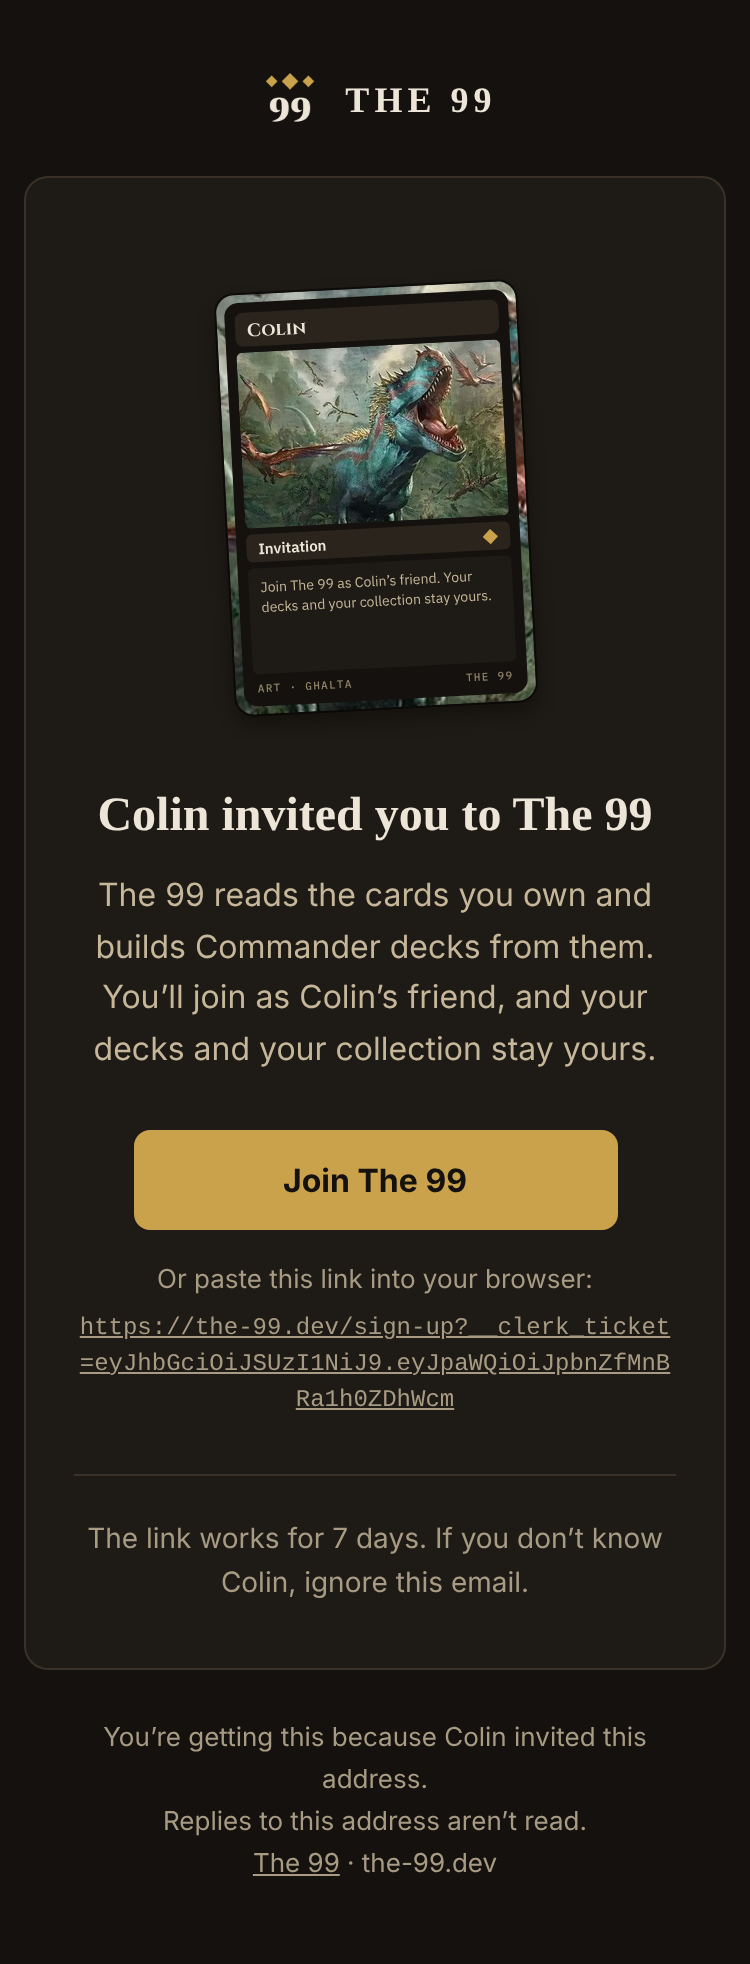 99 THE 99
Colin
Invitation
Join The 99 as Colin’s friend. Your
decks and your collection stay yours.
ART · GHALTA THE 99
Colin invited you to The 99
The 99 reads the cards you own and
builds Commander decks from them.
You’ll join as Colin’s friend, and your
decks and your collection stay yours.
Join The 99
Or paste this link into your browser:
https://the-99.dev/sign-up?__clerk_ticket
=eyJhbGciOiJSUzI1NiJ9.eyJpaWQiOiJpbnZfMnB
Ra1h0ZDhWcm
The link works for 7 days. If you don’t know
Colin, ignore this email.
You’re getting this because Colin invited this
address.
Replies to this address aren’t read.
The 99 · the-99.dev